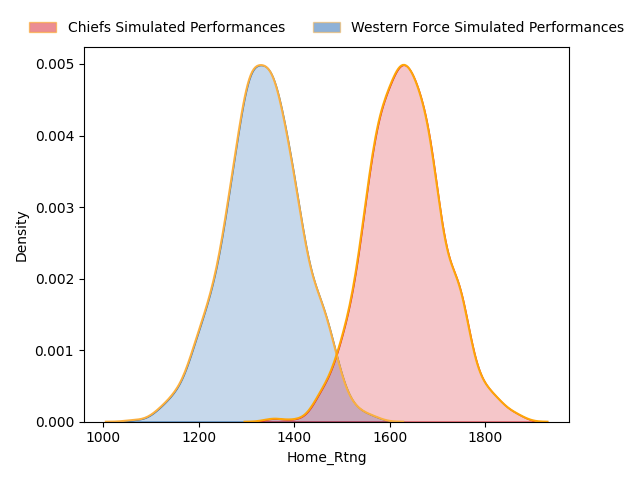 Chiefs Simulated Performances Western Force Simulated Performances
0.005
0.004
0.003
0.002
0.001
0.000
Density
1000 1200 1400 1600 1800
Home_Rtng